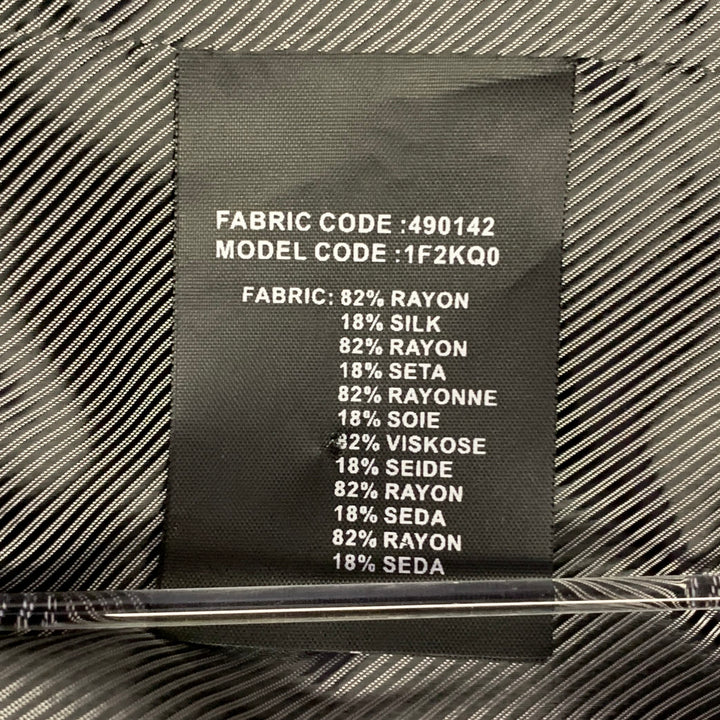 FABRIC CODE :490142
MODEL CODE :1F2KQ0
FABRIC: 82% RAYON
18% SILK
82% RAYON
18% SETA
82% RAYONNE
18% SOIE
82% VISKOSE
18% SEIDE
82% RAYON
18% SEDA
82% RAYON
18% SEDA